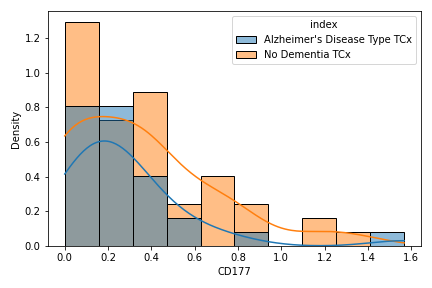 index
Alzheimer's Disease Type TCx
No Dementia TCx
Density
1.2
1.0
0.8
0.6
0.4
0.2
0.0
0.0 0.2 0.4 0.6 0.8 1.0 1.2 1.4 1.6
CD177